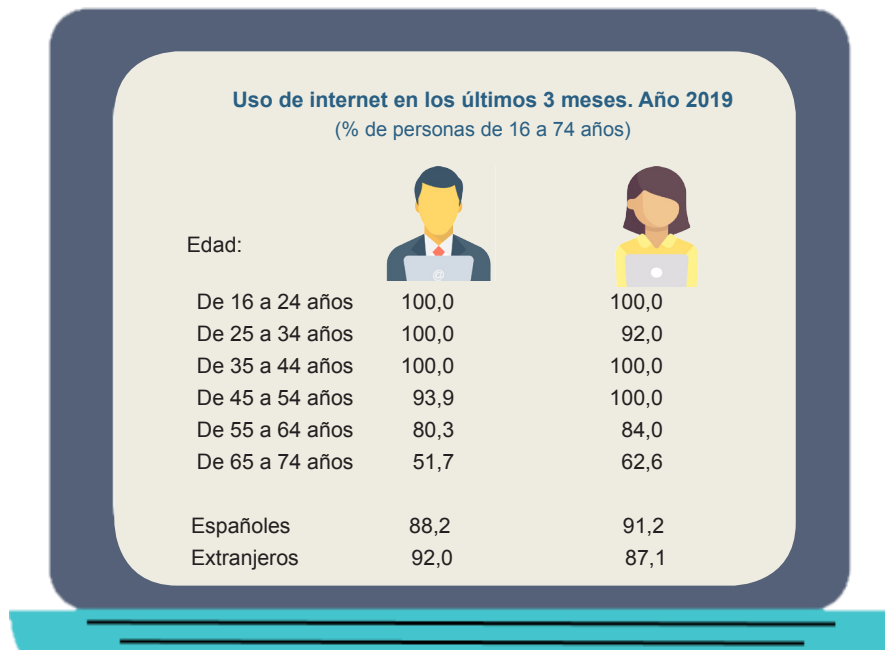 Uso de internet en los últimos 3 meses. Año 2019
(% de personas de 16 a 74 años)
Edad:
@
De 16 a 24 años 100,0 100,0
De 25 a 34 años 100,0 92,0
De 35 a 44 años 100,0 100,0
De 45 a 54 años 93,9 100,0
De 55 a 64 años 80,3 84,0
De 65 a 74 años 51,7 62,6
Españoles 88,2 91,2
Extranjeros 92,0 87,1